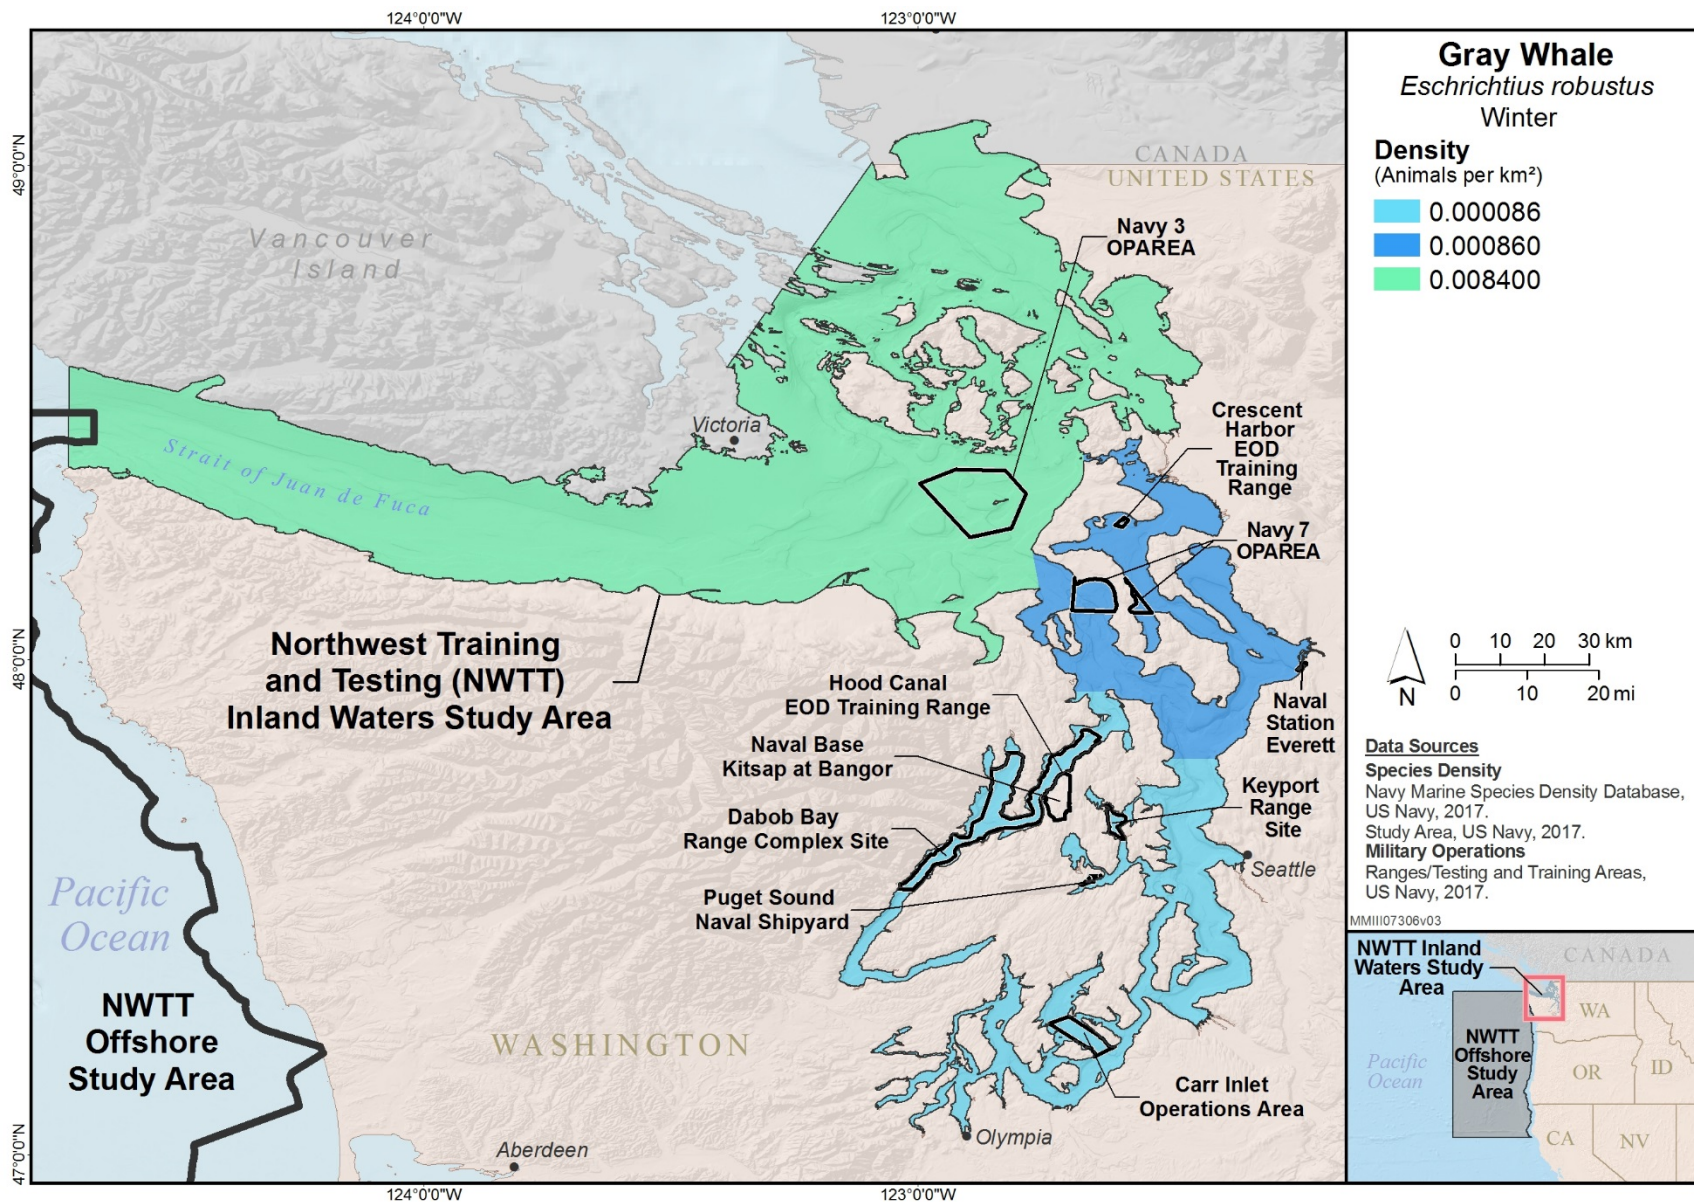 124°0'0"W
123°0'0"W
49°0'0"N
48°0'0"N
47°0'0"N
124°0'0"W
123°0'0"W
CANADA
UNITED STATES
Vancouver
Island
Navy 3
OPAREA
Victoria
Strait of Juan de Fuca
Crescent
Harbor
EOD
Training
Range
Navy 7
OPAREA
Northwest Training
and Testing (NWTT)
Inland Waters Study Area
Hood Canal
EOD Training Range
Naval
Station
Everett
Naval Base
Kitsap at Bangor
Keyport
Range
Site
Dabob Bay
Range Complex Site
Seattle
Puget Sound
Naval Shipyard
Pacific
Ocean
NWTT
Offshore
Study Area
WASHINGTON
Carr Inlet
Operations Area
Olympia
Aberdeen
Gray Whale
Eschrichtius robustus
Winter
Density
(Animals per km²)
0.000086
0.000860
0.008400
N
0 10 20 30 km
0 10 20 mi
Data Sources
Species Density
Navy Marine Species Density Database,
US Navy, 2017.
Study Area, US Navy, 2017.
Military Operations
Ranges/Testing and Training Areas,
US Navy, 2017.
MMIII07306v03
NWTT Inland
Waters Study
Area
CANADA
WA
NWTT
Offshore
Study
Area
Pacific
Ocean
OR
ID
CA
NV